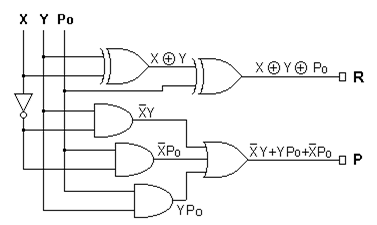 X Y Po
X ⊕ Y
X ⊕ Y ⊕ Po
R
X̅Y
X̅Po
X̅Y+YPo+X̅Po
P
YPo